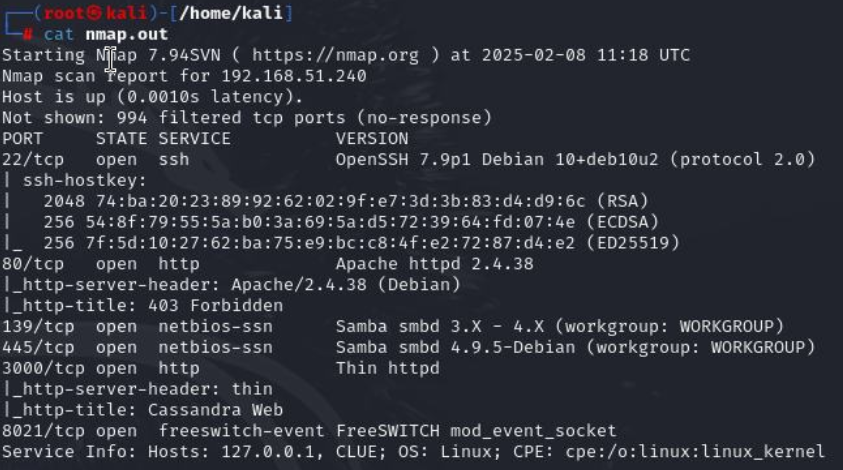 ┌──(root㉿kali)-[/home/kali]
└─# cat nmap.out
Starting Nmap 7.94SVN ( https://nmap.org ) at 2025-02-08 11:18 UTC
Nmap scan report for 192.168.51.240
Host is up (0.0010s latency).
Not shown: 994 filtered tcp ports (no-response)
PORT     STATE SERVICE          VERSION
22/tcp   open  ssh              OpenSSH 7.9p1 Debian 10+deb10u2 (protocol 2.0)
| ssh-hostkey:
|   2048 74:ba:20:23:89:92:62:02:9f:e7:3d:3b:83:d4:d9:6c (RSA)
|   256 54:8f:79:55:5a:b0:3a:69:5a:d5:72:39:64:fd:07:4e (ECDSA)
|_  256 7f:5d:10:27:62:ba:75:e9:bc:c8:4f:e2:72:87:d4:e2 (ED25519)
80/tcp   open  http             Apache httpd 2.4.38
|_http-server-header: Apache/2.4.38 (Debian)
|_http-title: 403 Forbidden
139/tcp  open  netbios-ssn      Samba smbd 3.X - 4.X (workgroup: WORKGROUP)
445/tcp  open  netbios-ssn      Samba smbd 4.9.5-Debian (workgroup: WORKGROUP)
3000/tcp open  http             Thin httpd
|_http-server-header: thin
|_http-title: Cassandra Web
8021/tcp open  freeswitch-event FreeSWITCH mod_event_socket
Service Info: Hosts: 127.0.0.1, CLUE; OS: Linux; CPE: cpe:/o:linux:linux_kernel